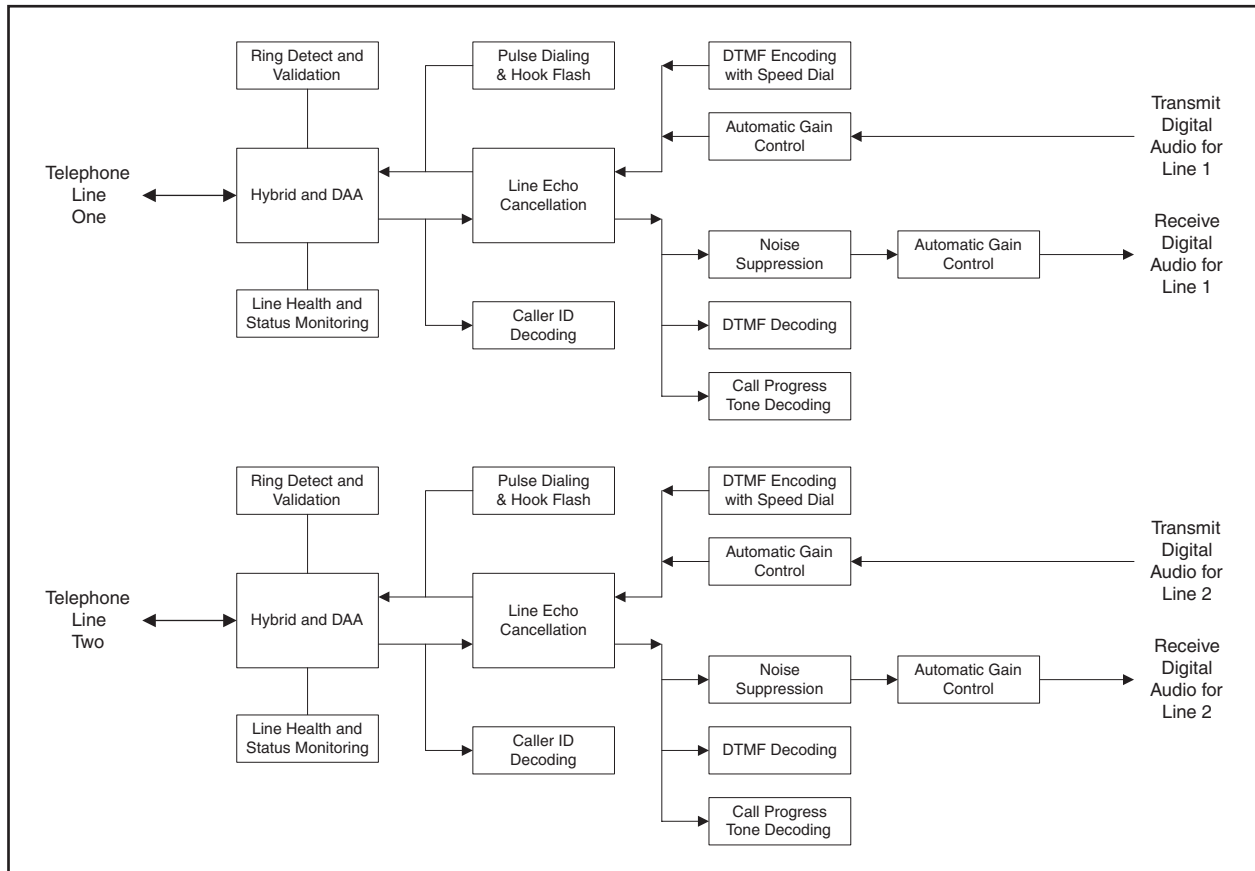 Ring Detect and
Validation
Pulse Dialing
& Hook Flash
DTMF Encoding
with Speed Dial
Automatic Gain
Control
Transmit
Digital
Audio for
Line 1
Telephone
Line
One
Hybrid and DAA
Line Echo
Cancellation
Noise
Suppression
Automatic Gain
Control
Receive
Digital
Audio for
Line 1
Line Health and
Status Monitoring
Caller ID
Decoding
DTMF Decoding
Call Progress
Tone Decoding
Ring Detect and
Validation
Pulse Dialing
& Hook Flash
DTMF Encoding
with Speed Dial
Automatic Gain
Control
Transmit
Digital
Audio for
Line 2
Telephone
Line
Two
Hybrid and DAA
Line Echo
Cancellation
Noise
Suppression
Automatic Gain
Control
Receive
Digital
Audio for
Line 2
Line Health and
Status Monitoring
Caller ID
Decoding
DTMF Decoding
Call Progress
Tone Decoding